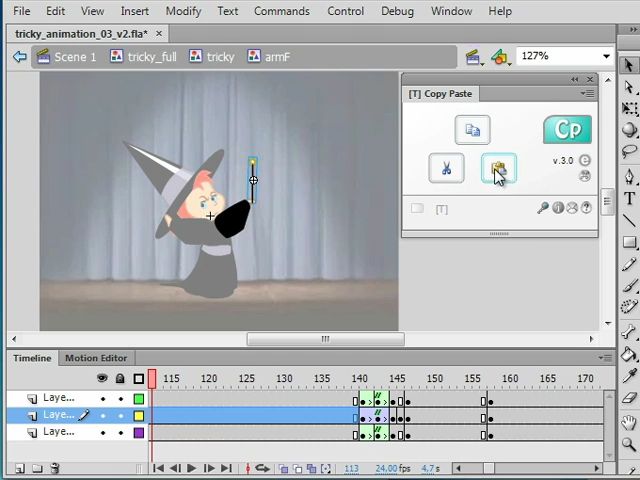 File Edit View Insert Modify Text Commands Control Debug Window Help
tricky_animation_03_v2.fla* ×
Scene 1 tricky_full tricky armF 127%
[T] Copy Paste
Cp
v.3.0
[T]
Timeline Motion Editor
115 120 125 130 135 140 145 150 155 160 165 170
Laye...
Laye...
Laye...
113 24.00 fps 4.7 s